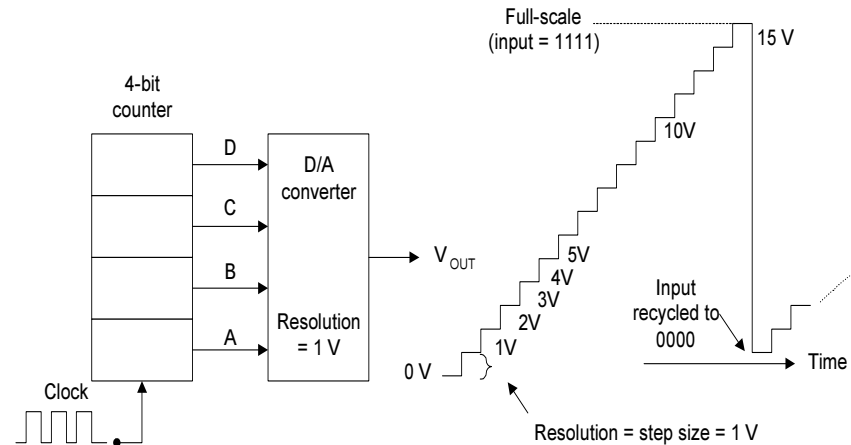 4-bit
counter
D
C
B
A
D/A
converter
Resolution
= 1 V
V OUT
Clock
Full-scale
(input = 1111)
15 V
10V
5V
4V
3V
2V
1V
0 V
Input
recycled to
0000
Time
Resolution = step size = 1 V